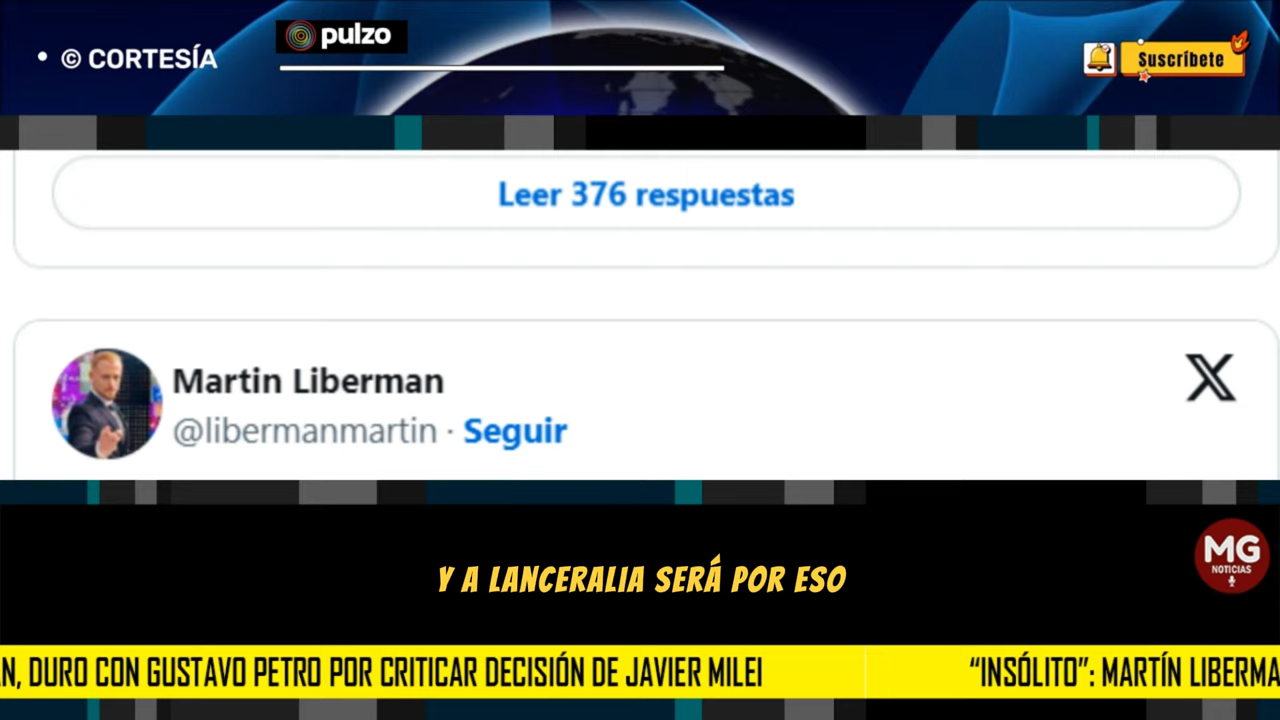 • © CORTESÍA
pulzo
Suscríbete
Leer 376 respuestas
Martin Liberman
@libermanmartin · Seguir
X
Y A LANCERALIA SERÁ POR ESO
MG
NOTICIAS
N, DURO CON GUSTAVO PETRO POR CRITICAR DECISIÓN DE JAVIER MILEI
“INSÓLITO”: MARTÍN LIBERMA